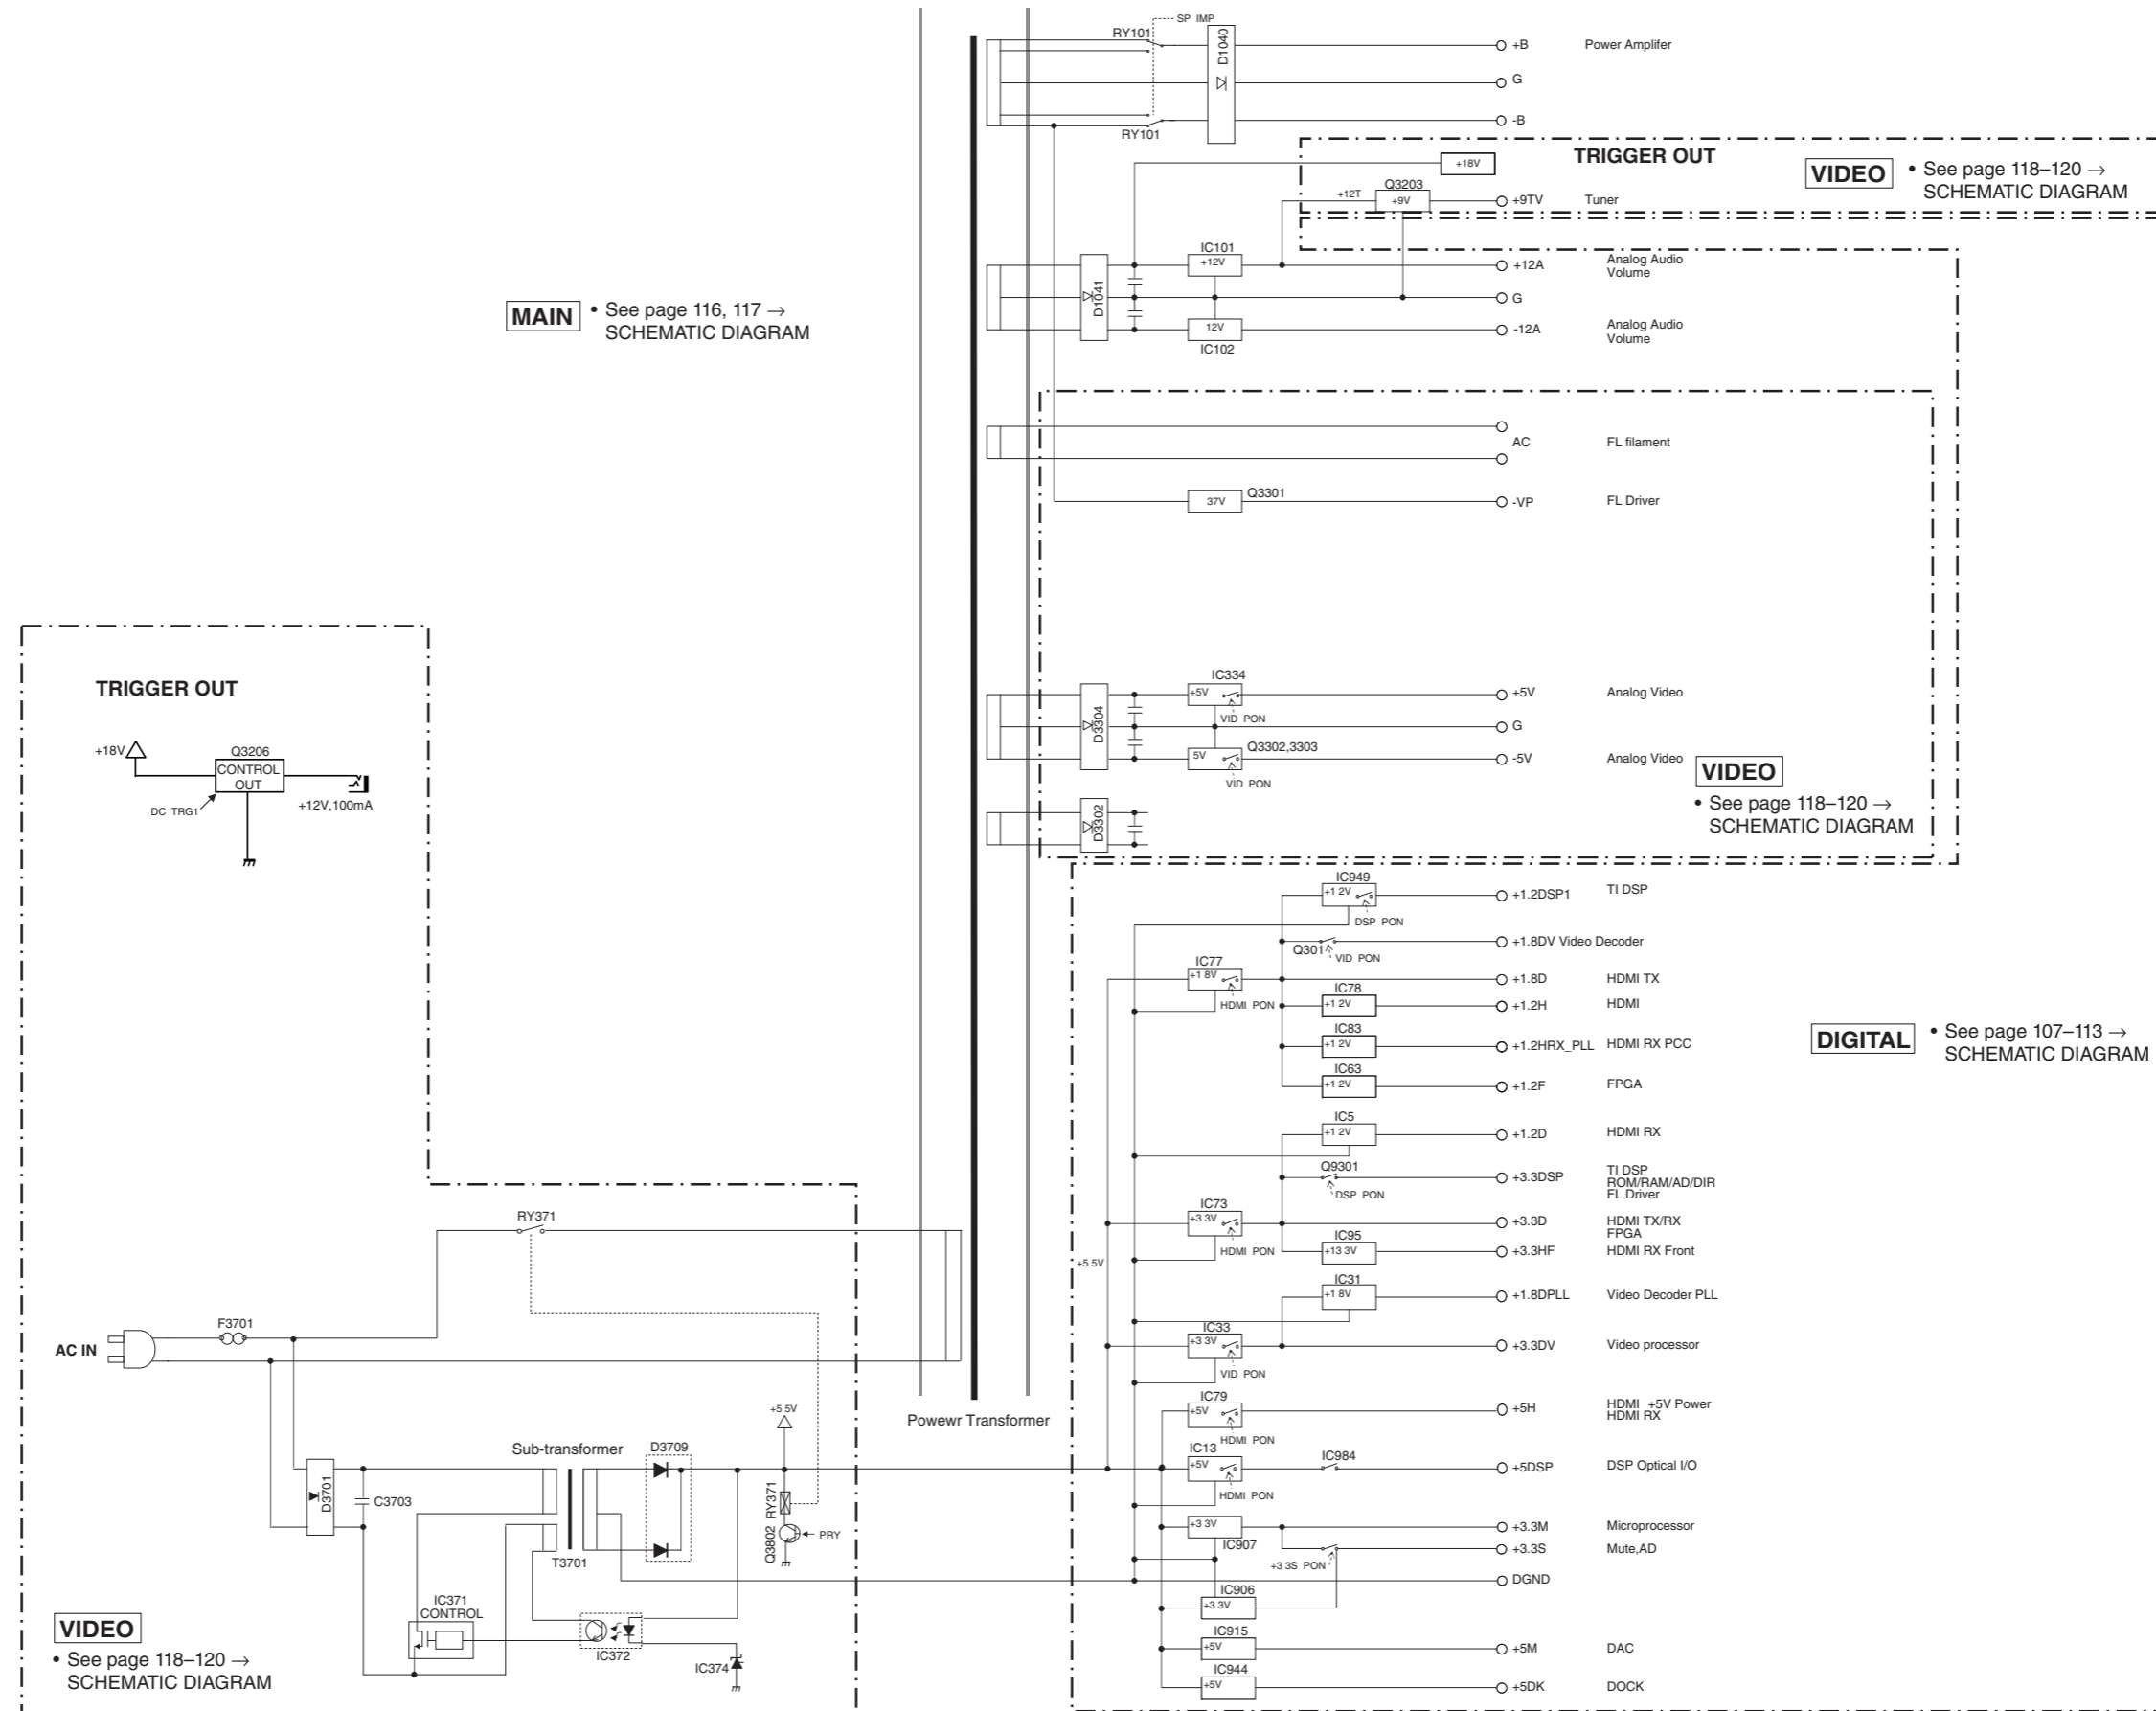 SP IMP
RY101
D1040
+B
Power Amplifer
G
RY101
-B
+18V
TRIGGER OUT
VIDEO
• See page 118–120 →
SCHEMATIC DIAGRAM
+12T
Q3203
+9V
+9TV
Tuner
MAIN
• See page 116, 117 →
SCHEMATIC DIAGRAM
IC101
+12V
+12A
Analog Audio
Volume
D1041
G
12V
IC102
-12A
Analog Audio
Volume
AC
FL filament
37V
Q3301
-VP
FL Driver
TRIGGER OUT
+18V
Q3206
CONTROL
OUT
DC TRG1
+12V,100mA
IC334
+5V
VID PON
+5V
Analog Video
D3304
G
5V
Q3302,3303
VID PON
-5V
Analog Video
VIDEO
• See page 118–120 →
SCHEMATIC DIAGRAM
D3302
IC949
+1 2V
DSP PON
+1.2DSP1
TI DSP
Q301
VID PON
+1.8DV Video Decoder
IC77
+1 8V
HDMI PON
+1.8D
HDMI TX
IC78
+1 2V
+1.2H
HDMI
IC83
+1 2V
+1.2HRX_PLL
HDMI RX PCC
IC63
+1 2V
+1.2F
FPGA
DIGITAL
• See page 107–113 →
SCHEMATIC DIAGRAM
IC5
+1 2V
+1.2D
HDMI RX
Q9301
DSP PON
+3.3DSP
TI DSP
ROM/RAM/AD/DIR
FL Driver
IC73
+3 3V
HDMI PON
+3.3D
HDMI TX/RX
FPGA
IC95
+13 3V
+3.3HF
HDMI RX Front
+5 5V
IC31
+1 8V
+1.8DPLL
Video Decoder PLL
IC33
+3 3V
VID PON
+3.3DV
Video processor
IC79
+5V
HDMI PON
+5H
HDMI +5V Power
HDMI RX
IC13
+5V
HDMI PON
IC984
+5DSP
DSP Optical I/O
+3 3V
IC907
+3.3M
Microprocessor
+3 3S PON
+3.3S
Mute,AD
DGND
IC906
+3 3V
IC915
+5V
+5M
DAC
IC944
+5V
+5DK
DOCK
RY371
AC IN
F3701
Powewr Transformer
+5 5V
Sub-transformer
D3709
D3701
C3703
T3701
RY371
Q3802
PRY
IC371
CONTROL
IC372
IC374
VIDEO
• See page 118–120 →
SCHEMATIC DIAGRAM